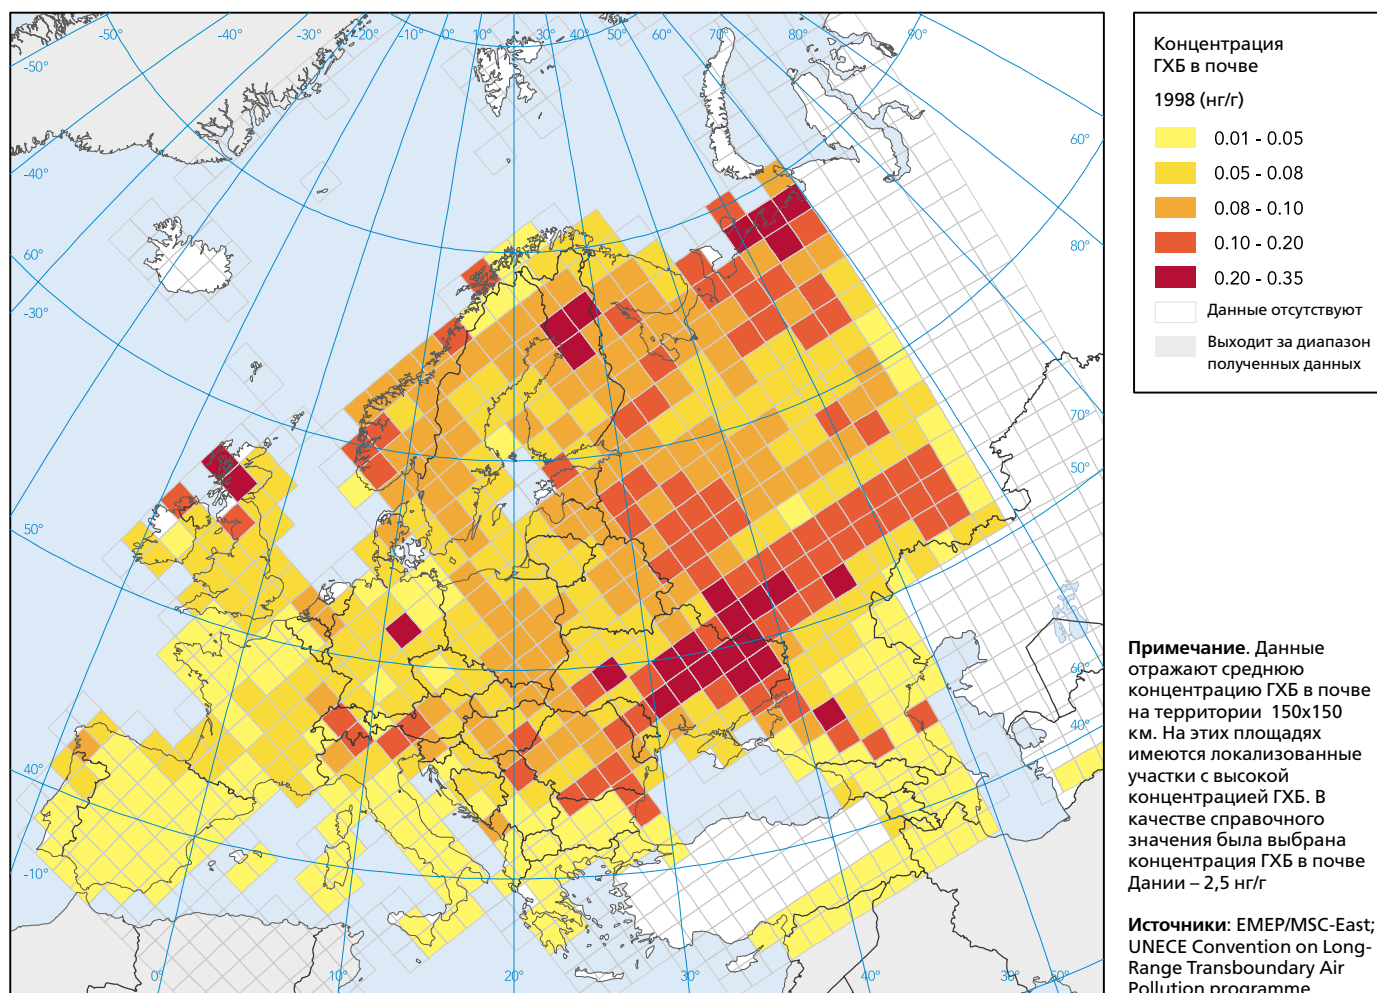 -50°
-40°
-30°
-20°
-10°
0°
10°
20°
30°
40°
50°
60°
70°
80°
90°
-50°
-40°
60°
-30°
50°
40°
-10°
60°
80°
70°
50°
60°
40°
0°
10°
20°
30°
40°
50°
Концентрация
ГХБ в почве
1998 (нг/г)
0.01 - 0.05
0.05 - 0.08
0.08 - 0.10
0.10 - 0.20
0.20 - 0.35
Данные отсутствуют
Выходит за диапазон
полученных данных
Примечание. Данные
отражают среднюю
концентрацию ГХБ в почве
на территории 150x150
км. На этих площадях
имеются локализованные
участки с высокой
концентрацией ГХБ. В
качестве справочного
значения была выбрана
концентрация ГХБ в почве
Дании – 2,5 нг/г
Источники: EMEP/MSC-East;
UNECE Convention on Long-
Range Transboundary Air
Pollution programme